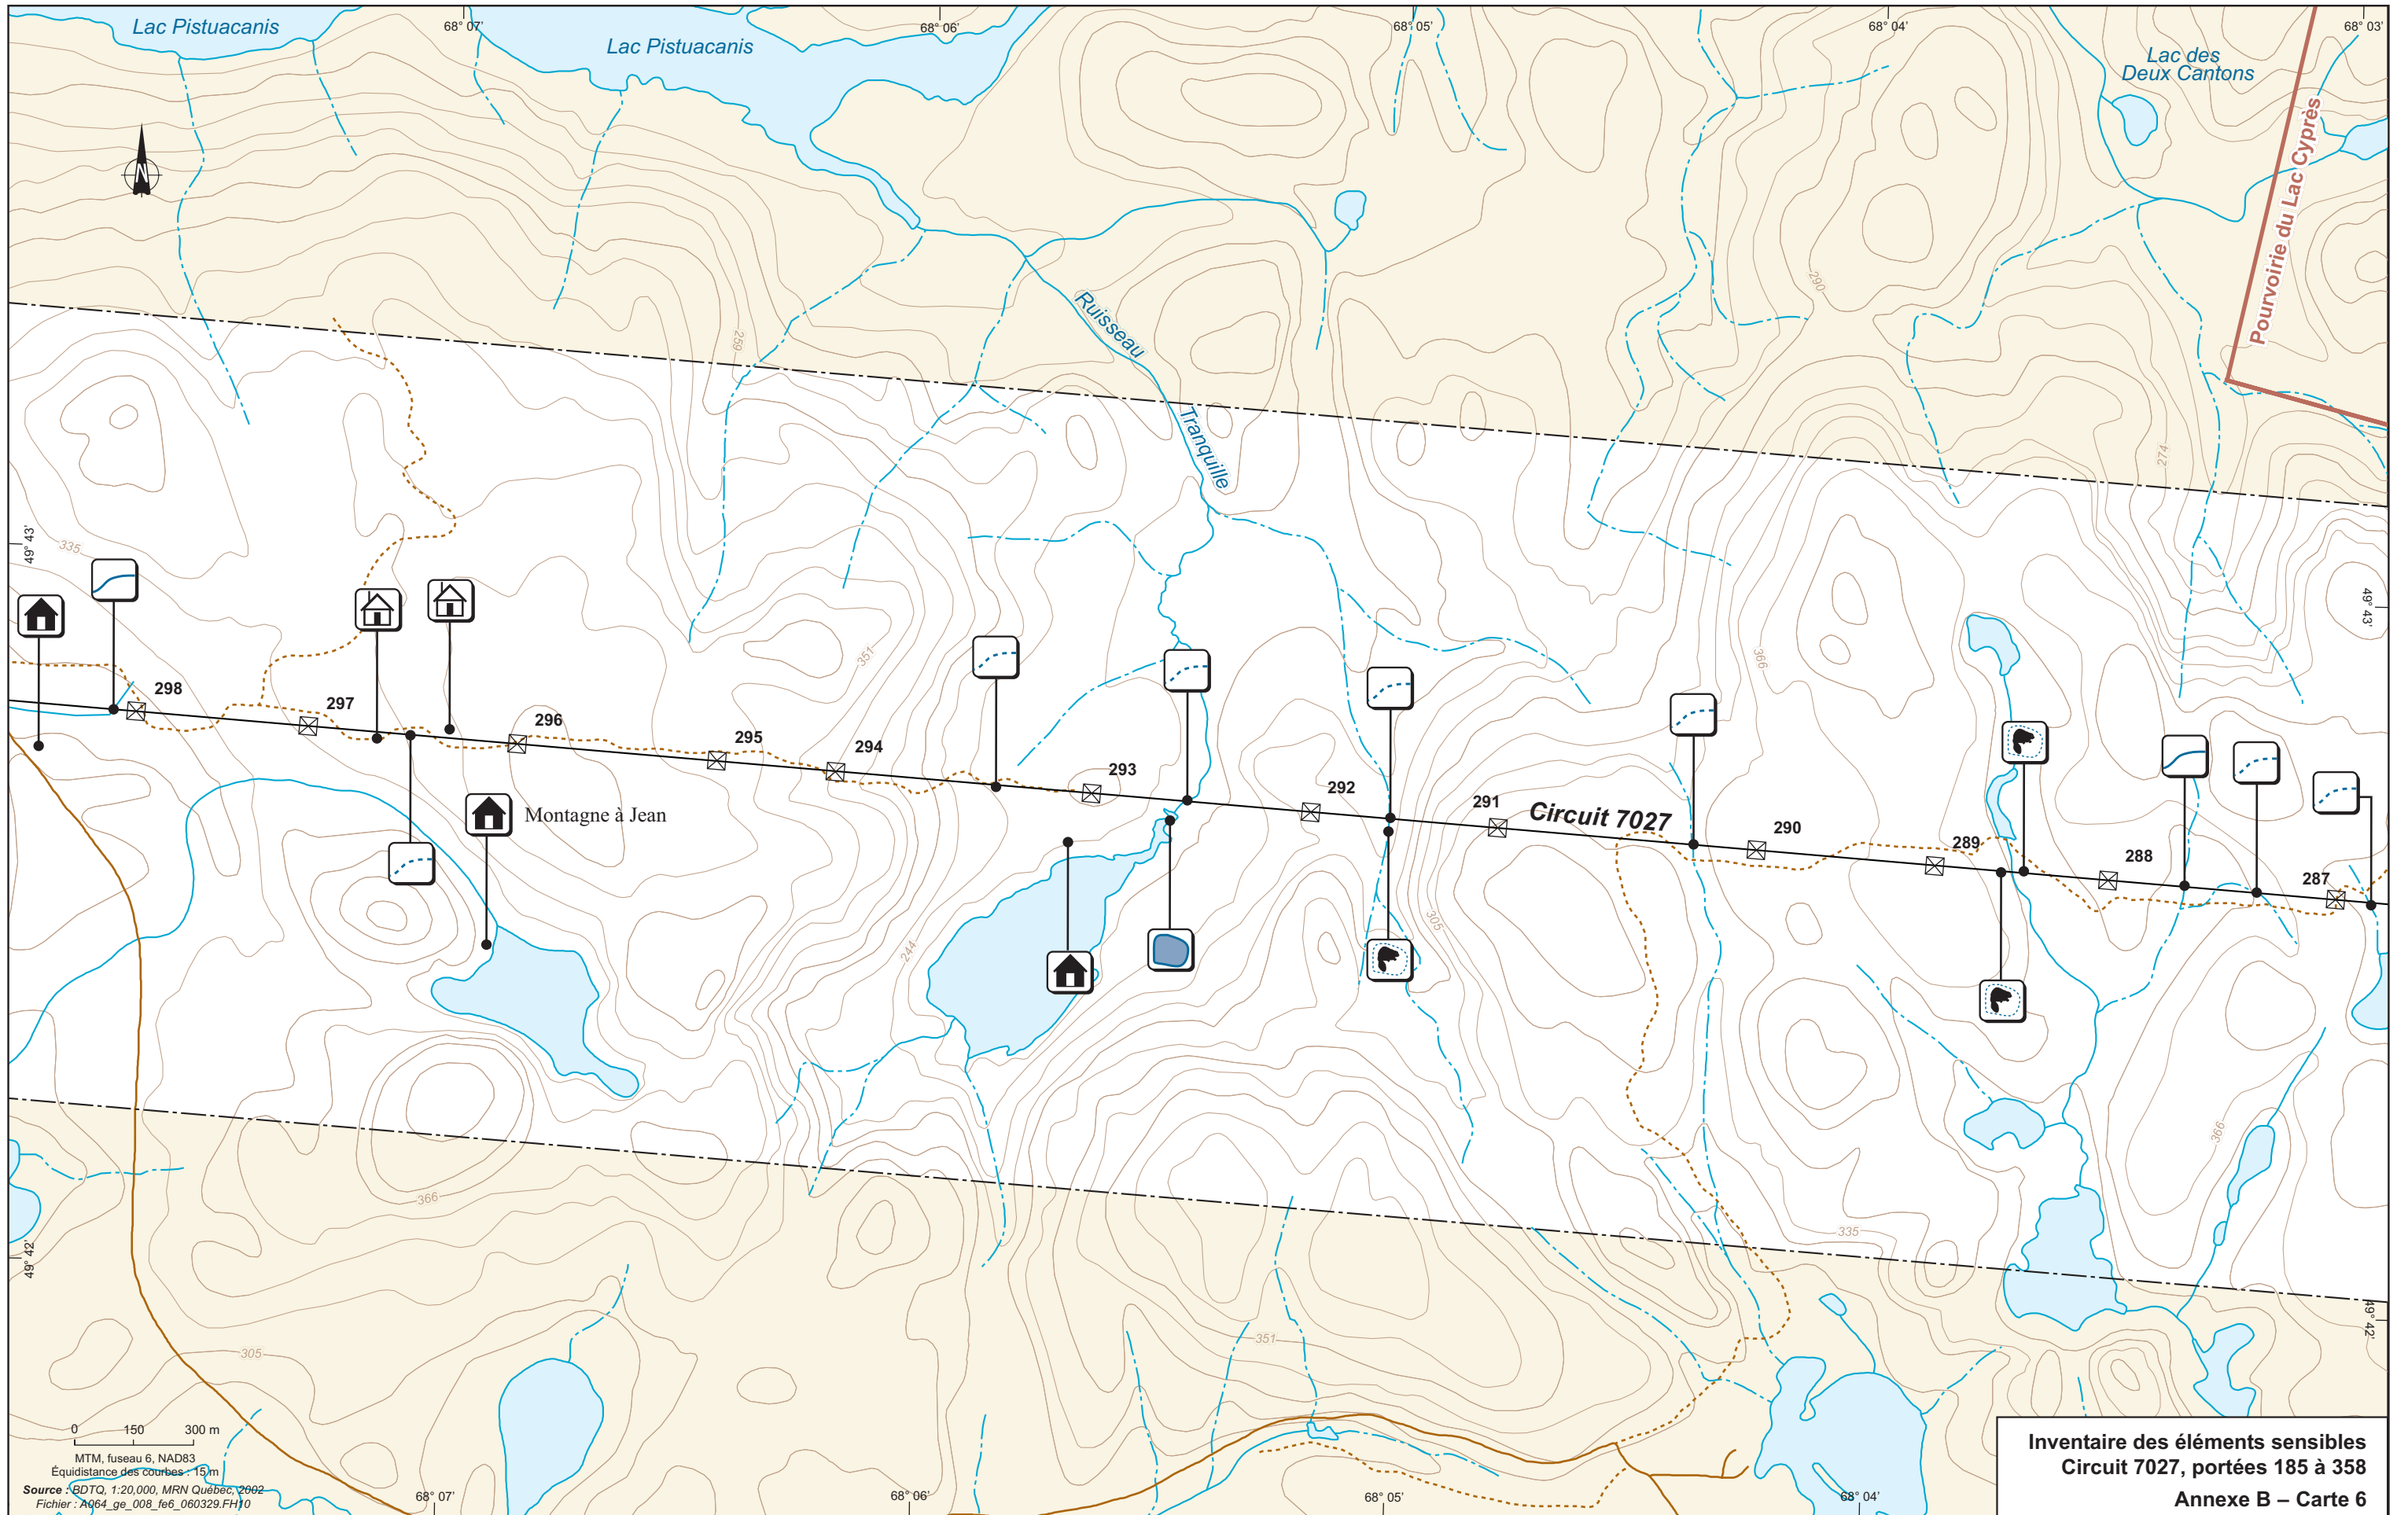 Lac Pistuacanis
68° 07'
Lac Pistuacanis
68° 06'
68° 05'
68° 04'
Lac des
Deux Cantons
68° 03'
Pourvoirie du Lac Cyprès
N
290
Ruisseau
259
Tranquille
274
49° 43'
335
49° 43'
351
366
298
297
296
295
294
293
292
291
Circuit 7027
290
289
288
287
Montagne à Jean
305
244
366
366
335
49° 42'
49° 42'
351
305
0 150 300 m
MTM, fuseau 6, NAD83
Équidistance des courbes : 15 m
Source : BDTQ, 1:20,000, MRN Québec, 2002
Fichier : A064_ge_008_fe6_060329.FH10
68° 07'
68° 06'
68° 05'
68° 04'
Inventaire des éléments sensibles
Circuit 7027, portées 185 à 358
Annexe B – Carte 6